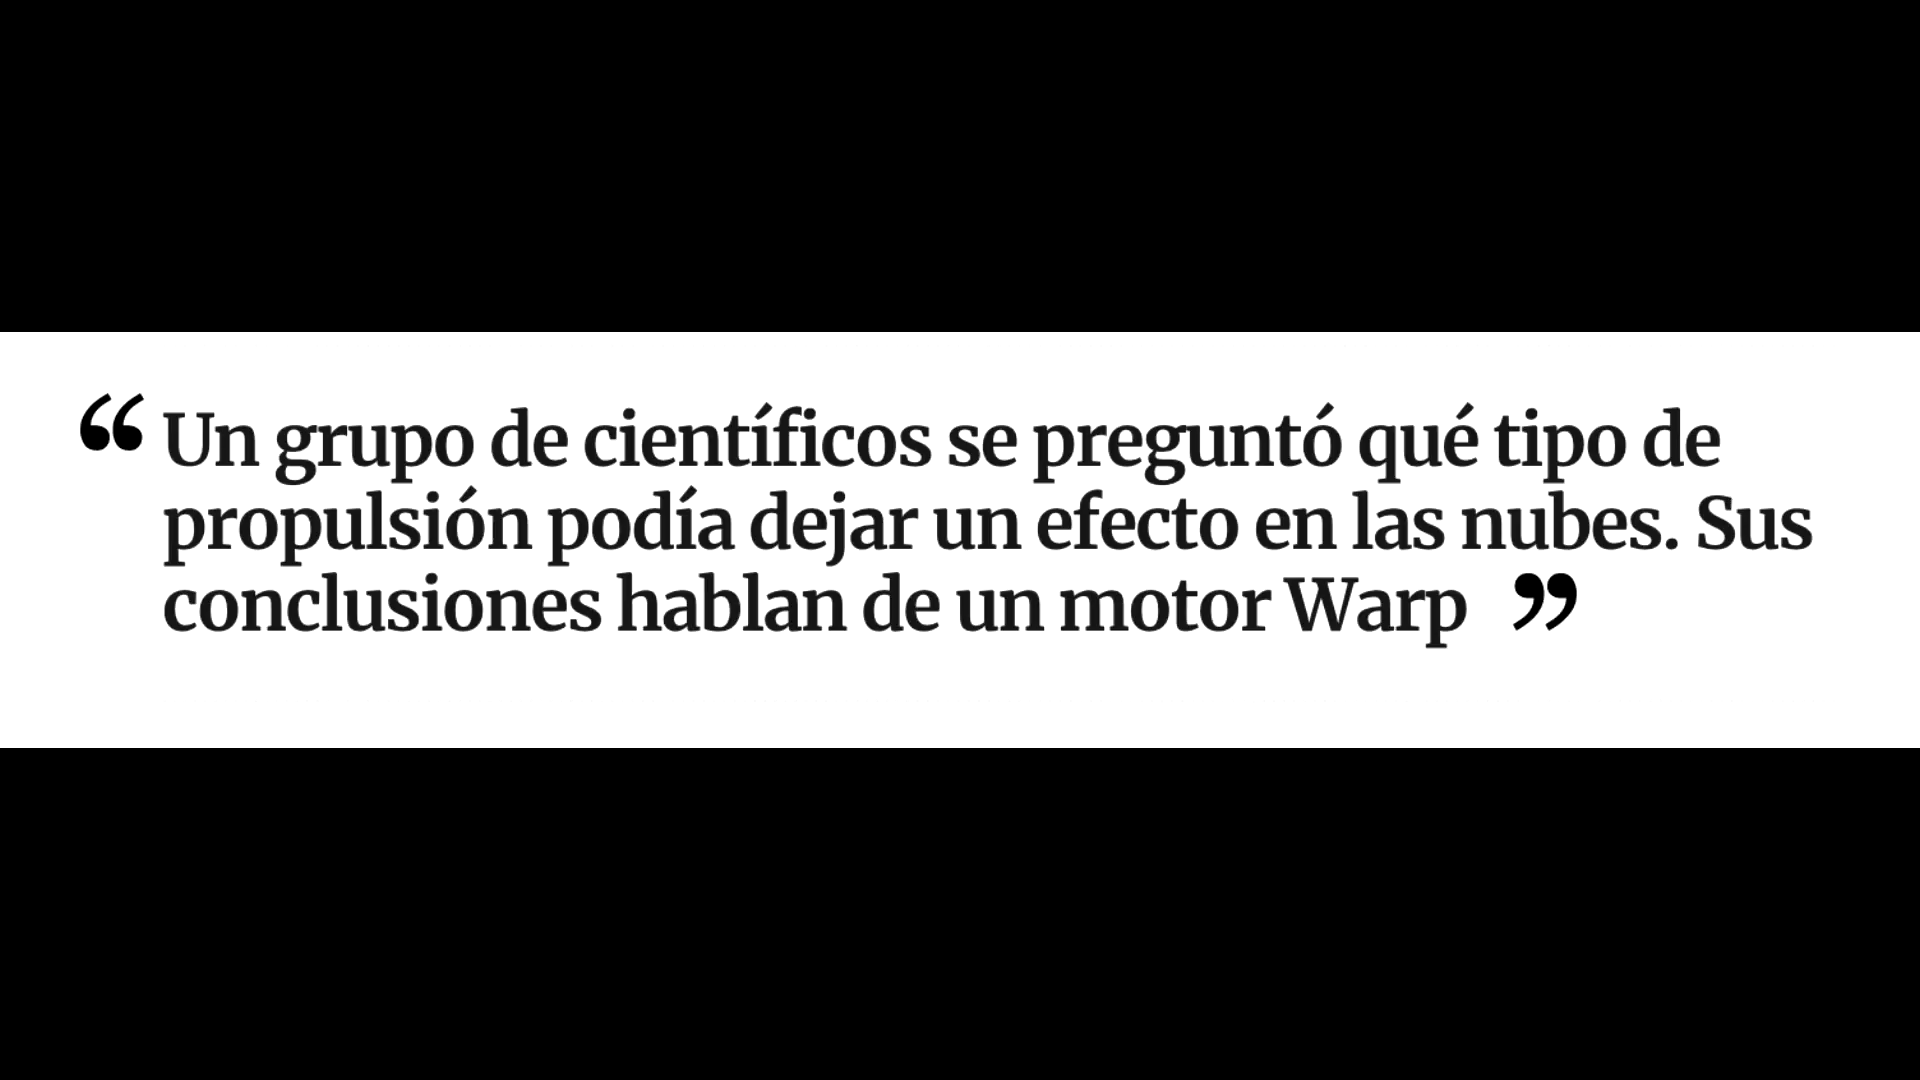 “ Un grupo de científicos se preguntó qué tipo de
propulsión podía dejar un efecto en las nubes. Sus
conclusiones hablan de un motor Warp ”